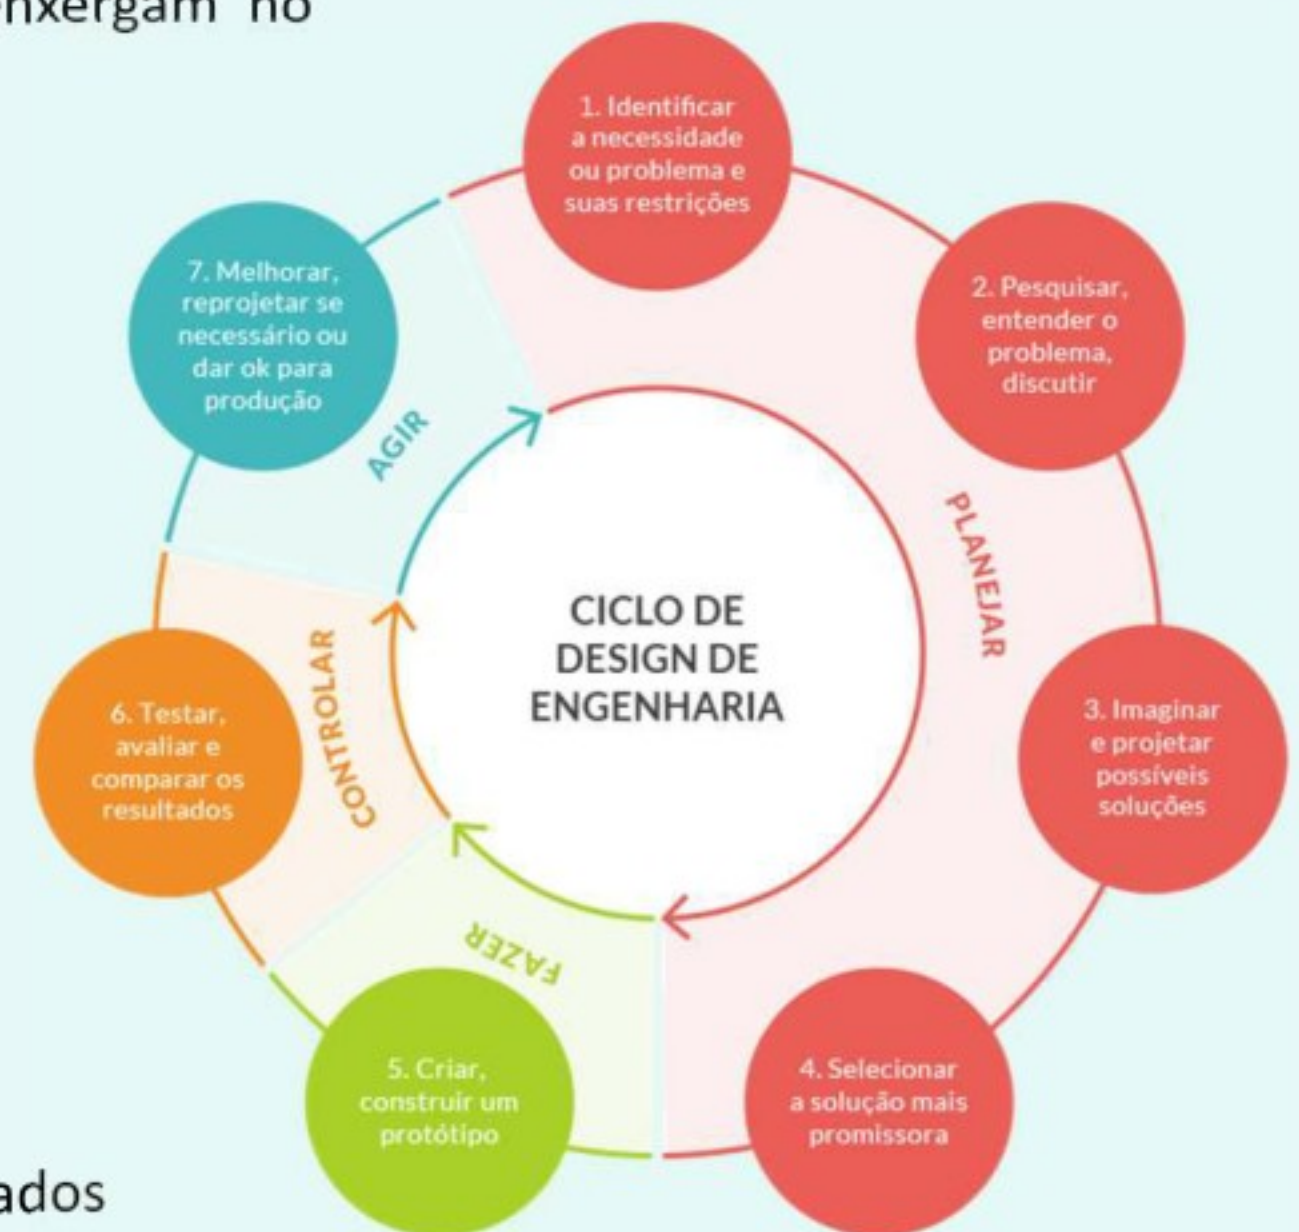 enxergam no
1. Identificar
a necessidade
ou problema e
suas restrições
2. Pesquisar,
entender o
problema,
discutir
PLANEJAR
3. Imaginar
e projetar
possíveis
soluções
4. Selecionar
a solução mais
promissora
FAZER
5. Criar,
construir um
protótipo
CONTROLAR
6. Testar,
avaliar e
comparar os
resultados
AGIR
7. Melhorar,
reprojetar se
necessário ou
dar ok para
produção
CICLO DE
DESIGN DE
ENGENHARIA
ados